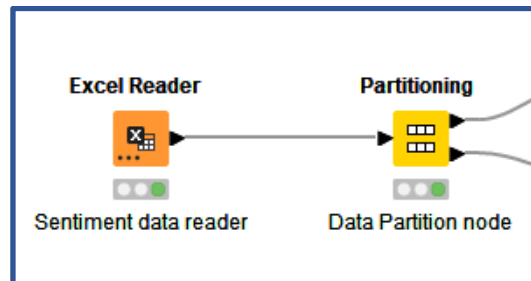 Excel Reader
Partitioning
X
Sentiment data reader
Data Partition node